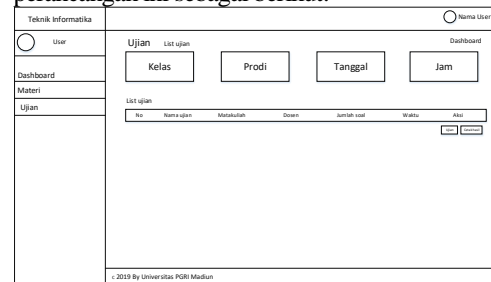 perancangan ini sebagai berikut.
Teknik Informatika
Nama User
User
Ujian List ujian
Dashboard
Kelas Prodi Tanggal Jam
Dashboard
Materi
Ujian
List ujian
No Nama ujian Matakuliah Dosen Jumlah soal Waktu Aksi
Ujian
c 2019 By Universitas PGRI Madiun